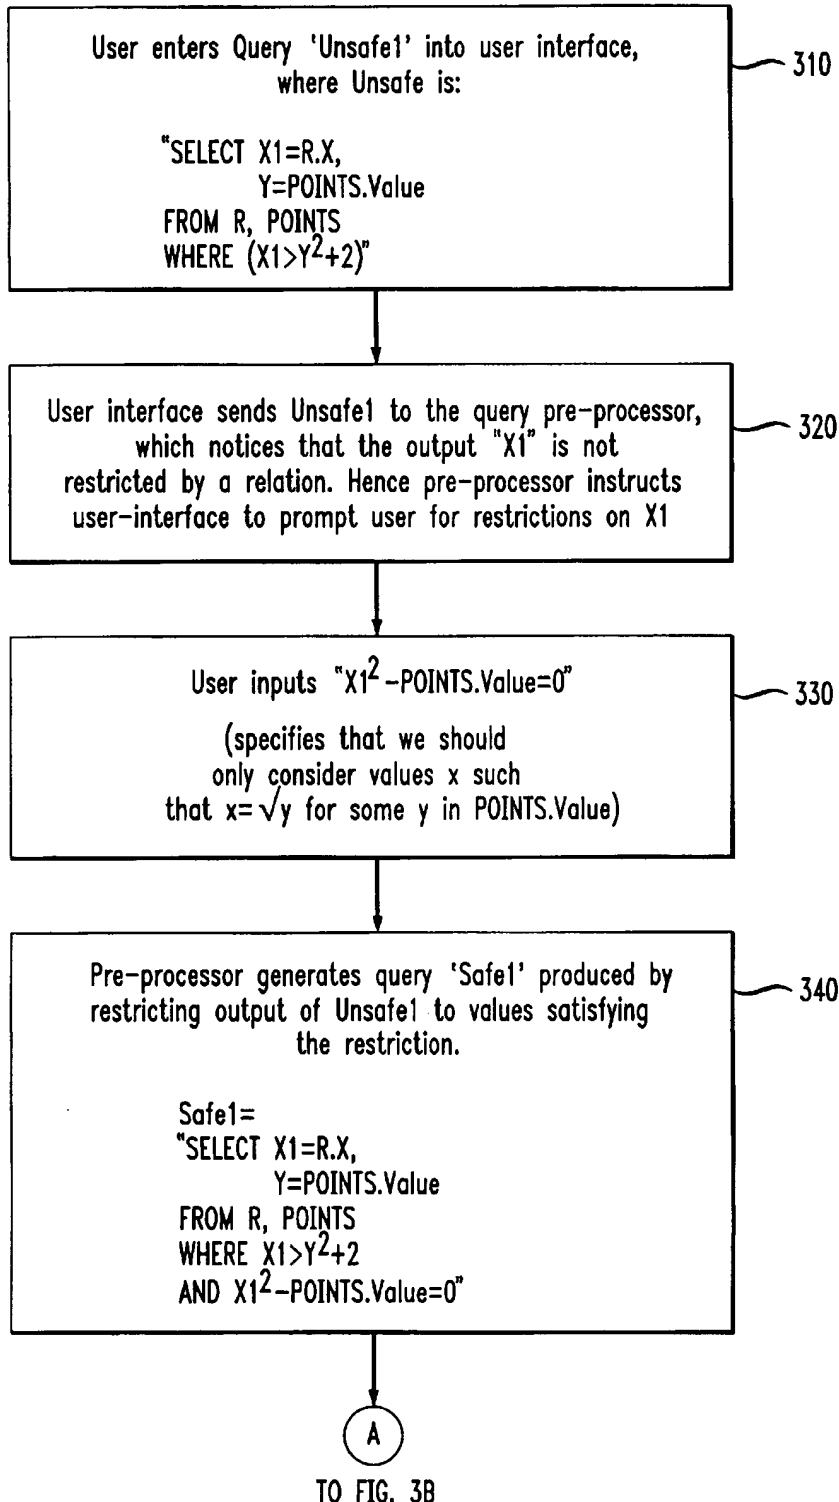 User enters Query 'Unsafe1' into user interface,
where Unsafe is:
"SELECT X1=R.X,
Y=POINTS.Value
FROM R, POINTS
WHERE (X1>Y²+2)"
310
User interface sends Unsafe1 to the query pre-processor,
which notices that the output "X1" is not
restricted by a relation. Hence pre-processor instructs
user-interface to prompt user for restrictions on X1
320
User inputs "X1²-POINTS.Value=0"
(specifies that we should
only consider values x such
that x=√y for some y in POINTS.Value)
330
Pre-processor generates query 'Safe1' produced by
restricting output of Unsafe1 to values satisfying
the restriction.
Safe1=
"SELECT X1=R.X,
Y=POINTS.Value
FROM R, POINTS
WHERE X1>Y²+2
AND X1²-POINTS.Value=0"
340
A
TO FIG. 3B